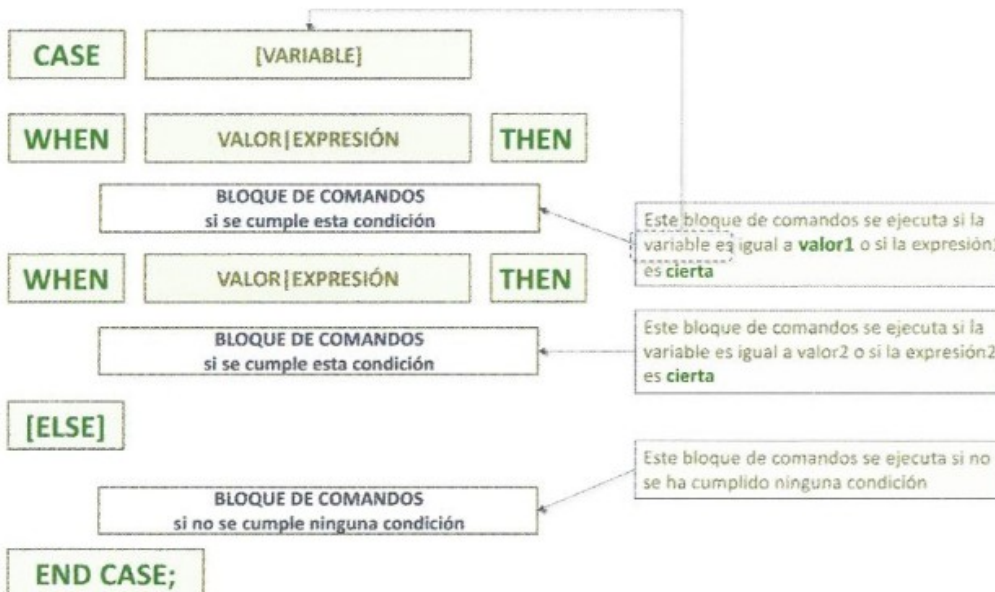 CASE [VARIABLE]
WHEN VALOR|EXPRESIÓN THEN
BLOQUE DE COMANDOS
si se cumple esta condición
Este bloque de comandos se ejecuta si la
variable es igual a valor1 o si la expresión1
es cierta
WHEN VALOR|EXPRESIÓN THEN
BLOQUE DE COMANDOS
si se cumple esta condición
Este bloque de comandos se ejecuta si la
variable es igual a valor2 o si la expresión2
es cierta
[ELSE]
Este bloque de comandos se ejecuta si no
se ha cumplido ninguna condición
BLOQUE DE COMANDOS
si no se cumple ninguna condición
END CASE;